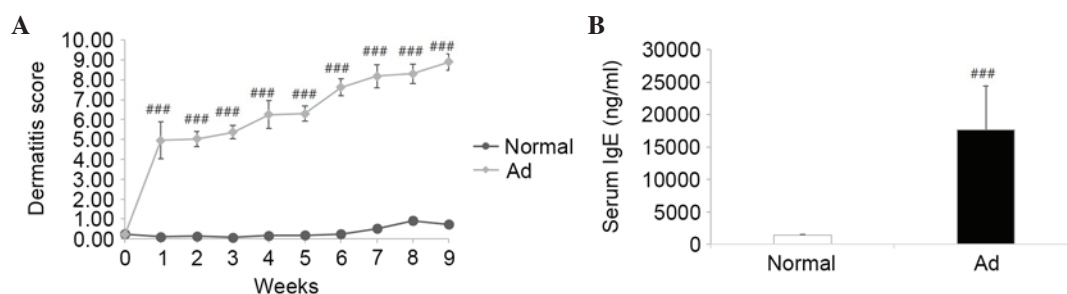 A
10.00
9.00
8.00
7.00
6.00
5.00
4.00
3.00
2.00
1.00
0.00
Dermatitis score
### ### ### ### ### ### ### ### ###
0 1 2 3 4 5 6 7 8 9
Weeks
Normal
Ad
B
30000
25000
20000
15000
10000
5000
0
Serum IgE (ng/ml)
###
Normal Ad